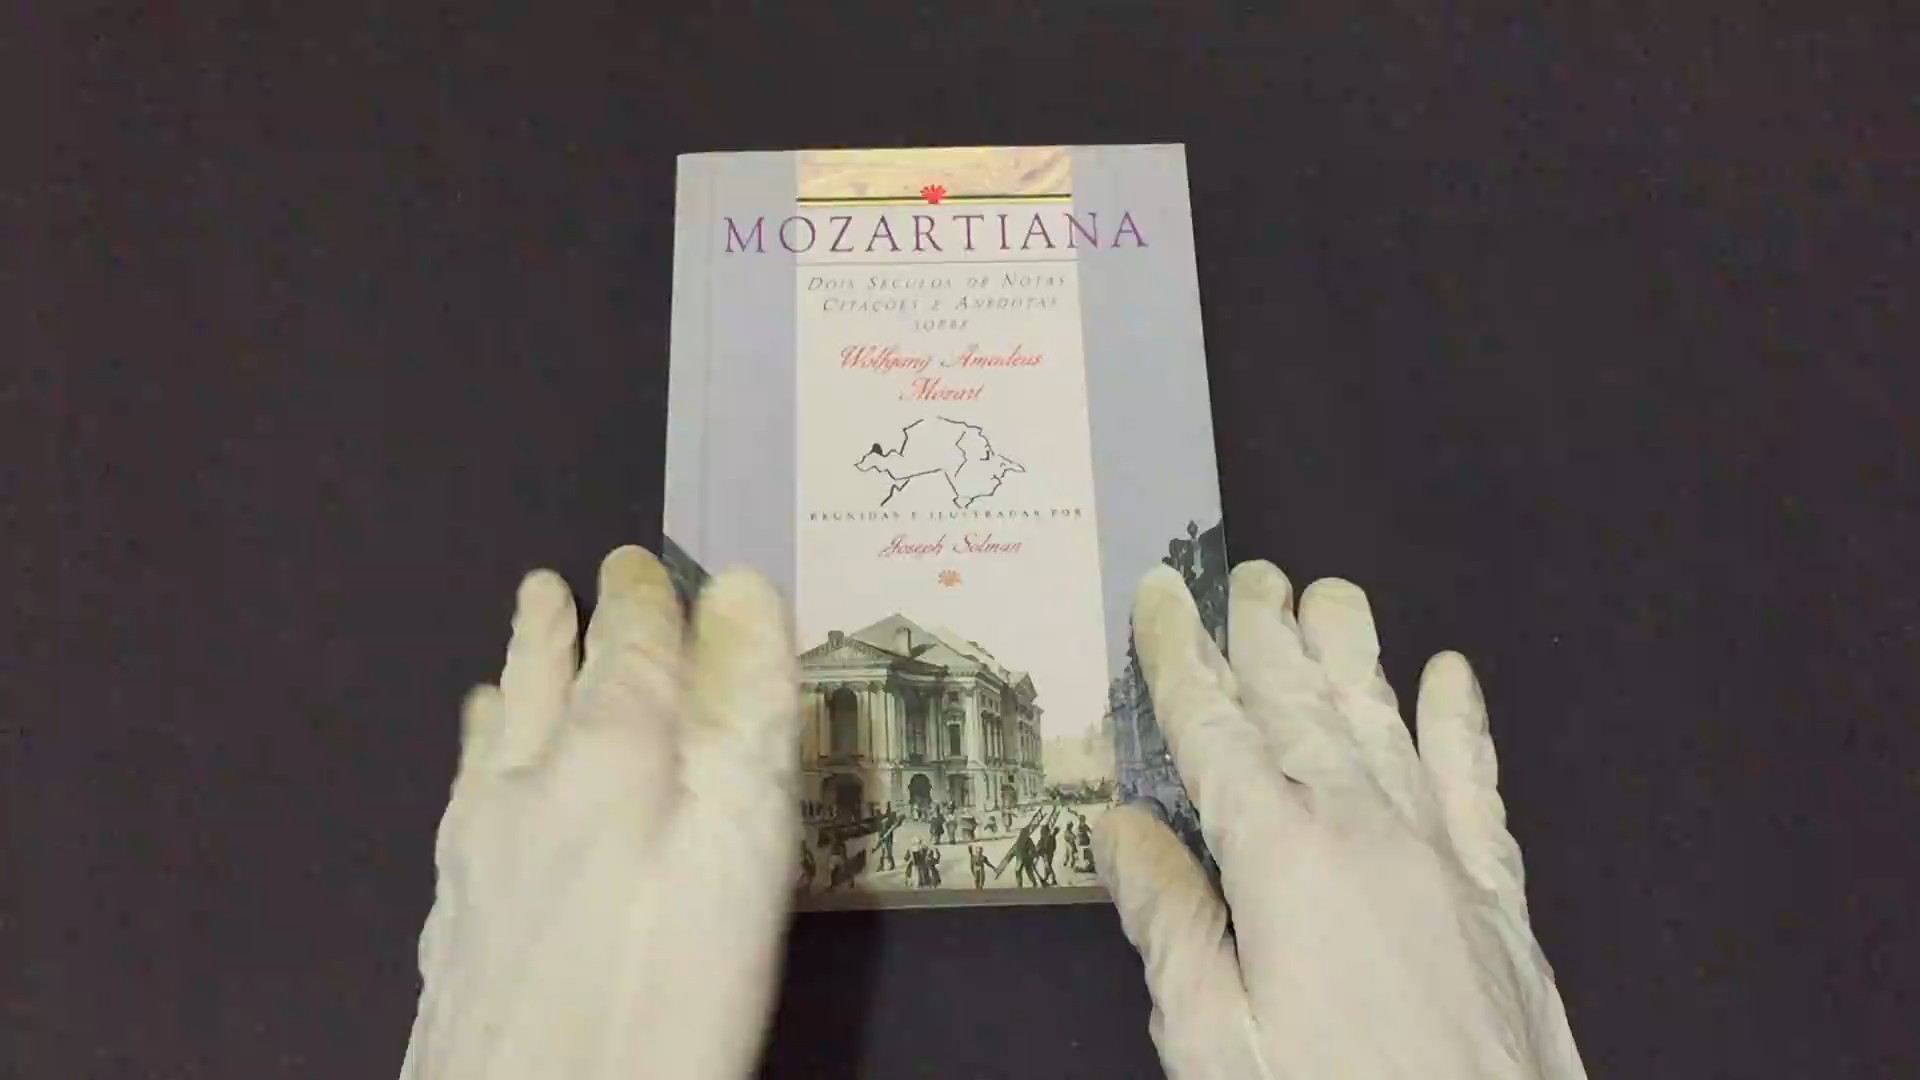 MOZARTIANA
DOIS SÉCULOS DE NOTAS
CITAÇÕES E ANEDOTAS
SOBRE
Wolfgang Amadeus
Mozart
REUNIDAS E ILUSTRADAS POR
Joseph Solman